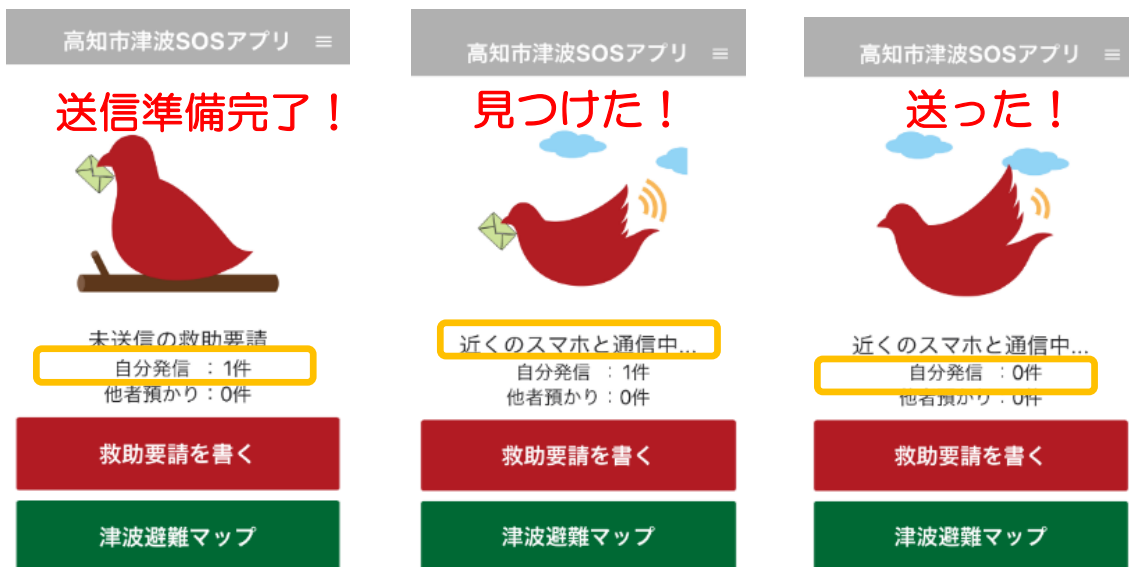 高知市津波SOSアプリ ≡
送信準備完了！
未送信の救助要請
自分発信 ：1件
他者預かり：0件
救助要請を書く
津波避難マップ
高知市津波SOSアプリ ≡
見つけた！
近くのスマホと通信中...
自分発信 ：1件
他者預かり：0件
救助要請を書く
津波避難マップ
高知市津波SOSアプリ ≡
送った！
近くのスマホと通信中...
自分発信 ：0件
他者預かり：0件
救助要請を書く
津波避難マップ